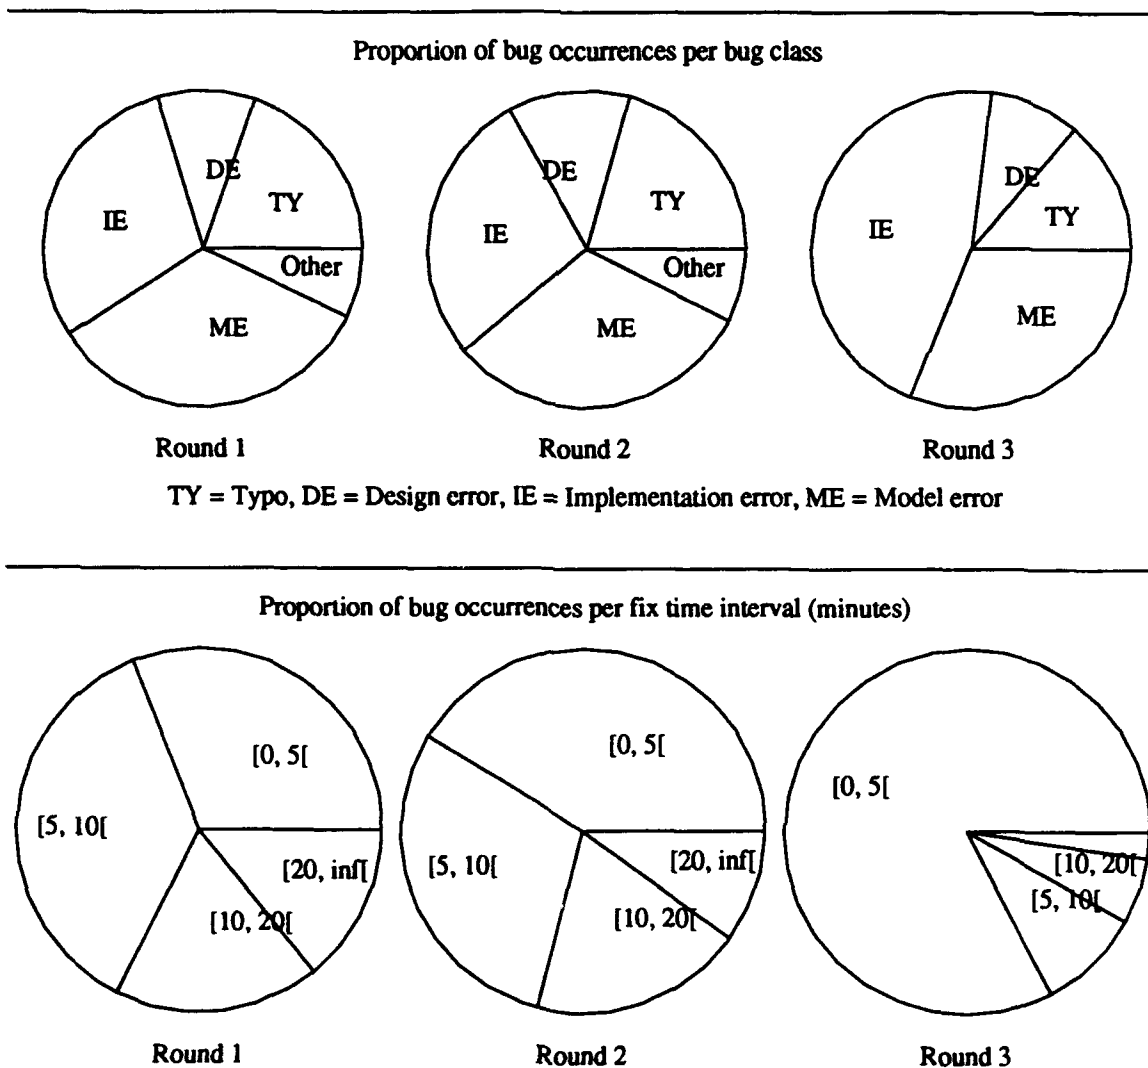 Proportion of bug occurrences per bug class
DE
TY
IE
Other
ME
Round 1
DE
TY
IE
Other
ME
Round 2
DE
IE
TY
ME
Round 3
TY = Typo, DE = Design error, IE = Implementation error, ME = Model error
Proportion of bug occurrences per fix time interval (minutes)
[0, 5[
[5, 10[
[20, inf[
[10, 20[
Round 1
[0, 5[
[5, 10[
[20, inf[
[10, 20[
Round 2
[0, 5[
[10, 20[
[5, 10[
Round 3